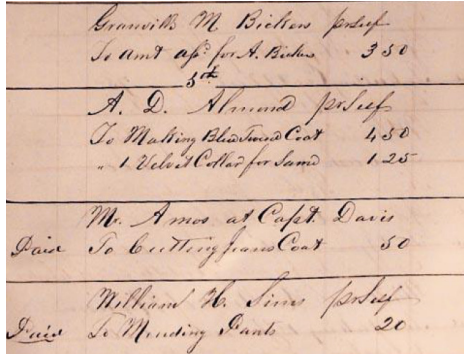 Granvill M Bickers pr Self
To Amt assd for A. Bickers 3 50
5th
A. D. Almond pr Self
To Making Blue Tweed Coat 4 50
" 1 Velvet Collar for Same 1.25
Mr. Amos at Capt. Davis
Paid To Cutting Jeans Coat 50
William H. Sims pr Self
Paid To Mending Pants 20